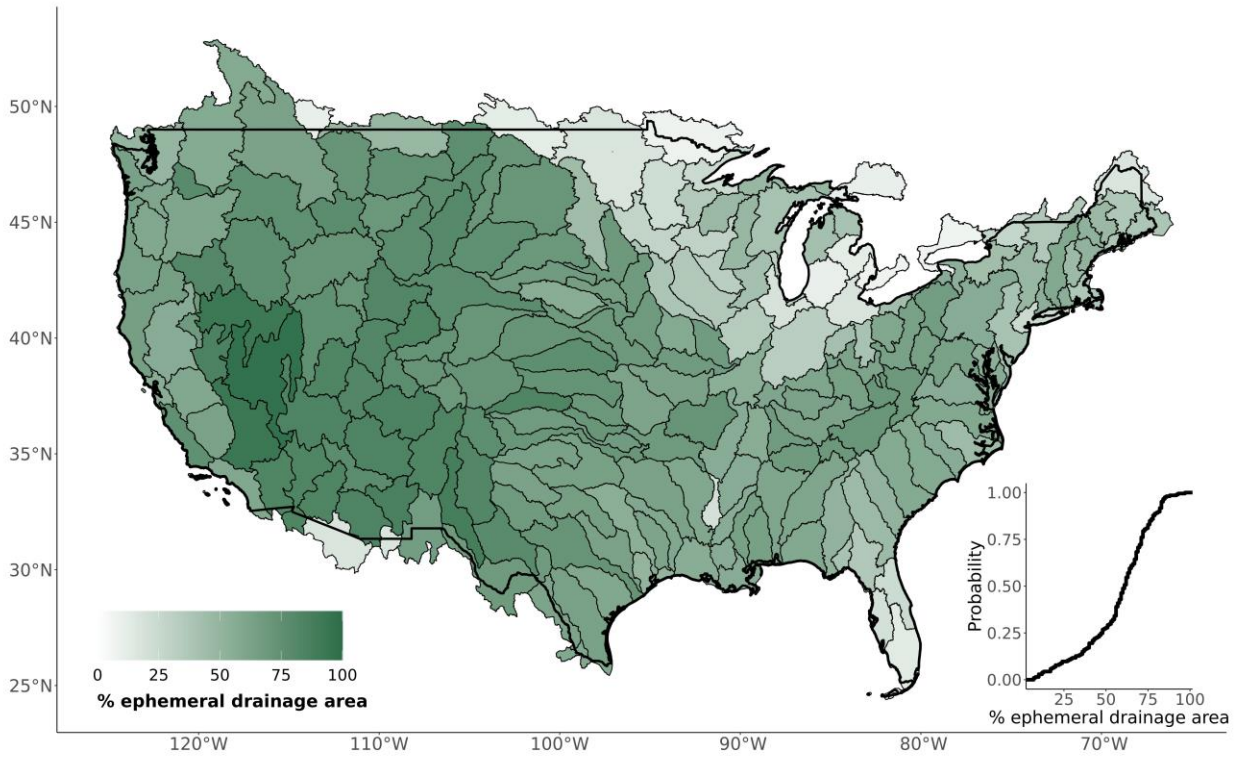 50°N
45°N
40°N
35°N
30°N
25°N
120°W 110°W 100°W 90°W 80°W 70°W
0 25 50 75 100
% ephemeral drainage area
Probability
1.00
0.75
0.50
0.25
0.00
25 50 75 100
% ephemeral drainage area